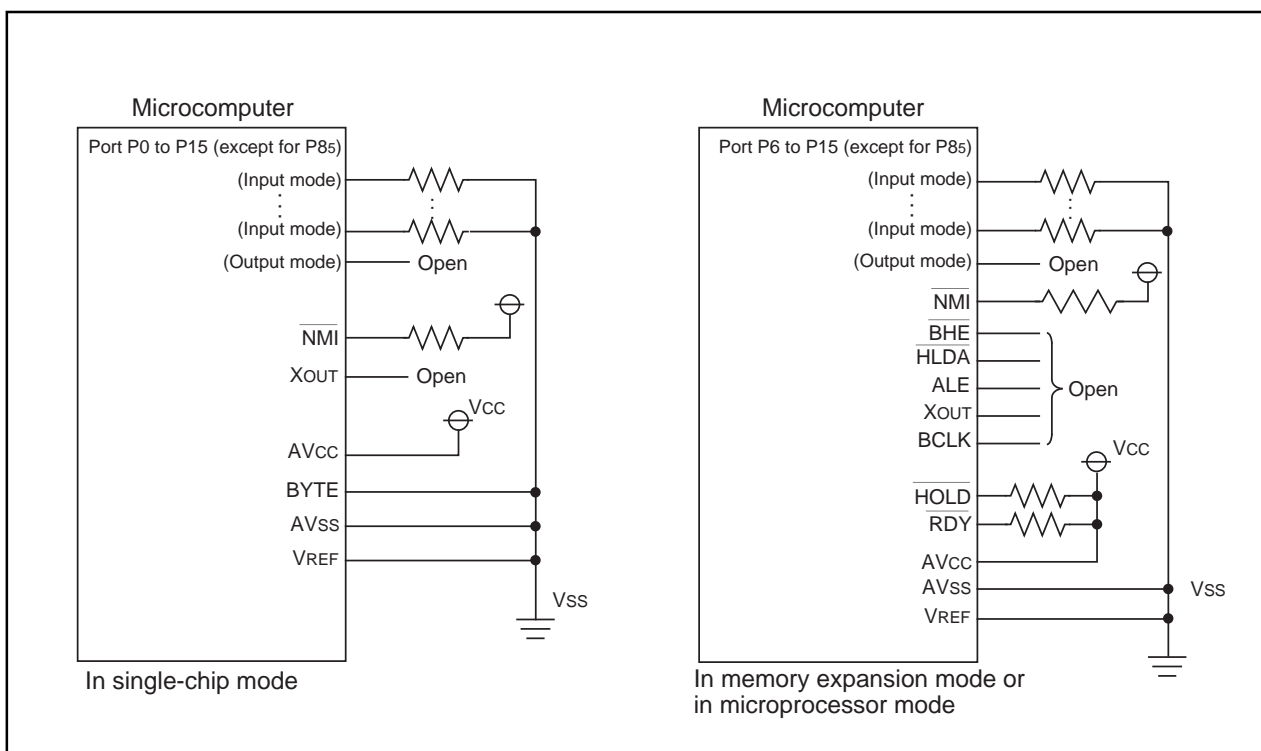 Microcomputer
Port P0 to P15 (except for P85)
(Input mode)
(Input mode)
(Output mode)
Open
NMI
XOUT
Open
VCC
AVCC
BYTE
AVSS
VREF
VSS
In single-chip mode
Microcomputer
Port P6 to P15 (except for P85)
(Input mode)
(Input mode)
(Output mode)
Open
NMI
BHE
HLDA
ALE
XOUT
BCLK
Open
VCC
HOLD
RDY
AVCC
AVSS
VREF
VSS
In memory expansion mode or
in microprocessor mode